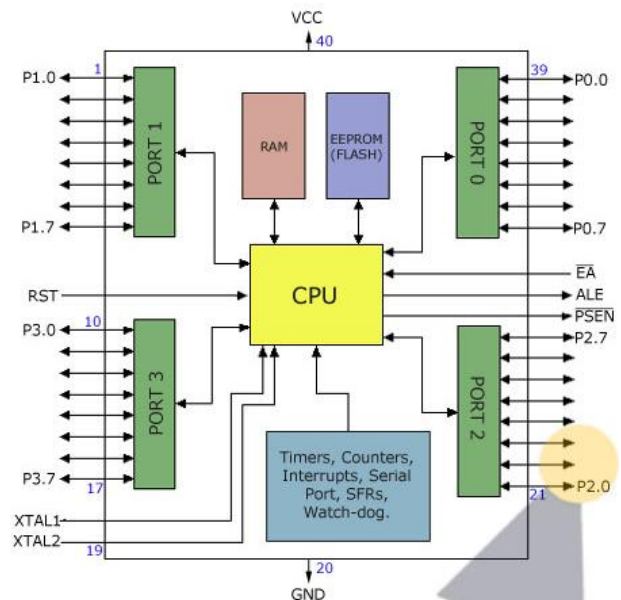 VCC
40
1
39
P1.0
P0.0
PORT 1
RAM
EEPROM
(FLASH)
PORT 0
P1.7
P0.7
EA
CPU
RST
ALE
PSEN
10
P3.0
P2.7
PORT 3
PORT 2
Timers, Counters,
Interrupts, Serial
Port, SFRs,
Watch-dog.
P3.7
17
21
P2.0
XTAL1
XTAL2
19
20
GND